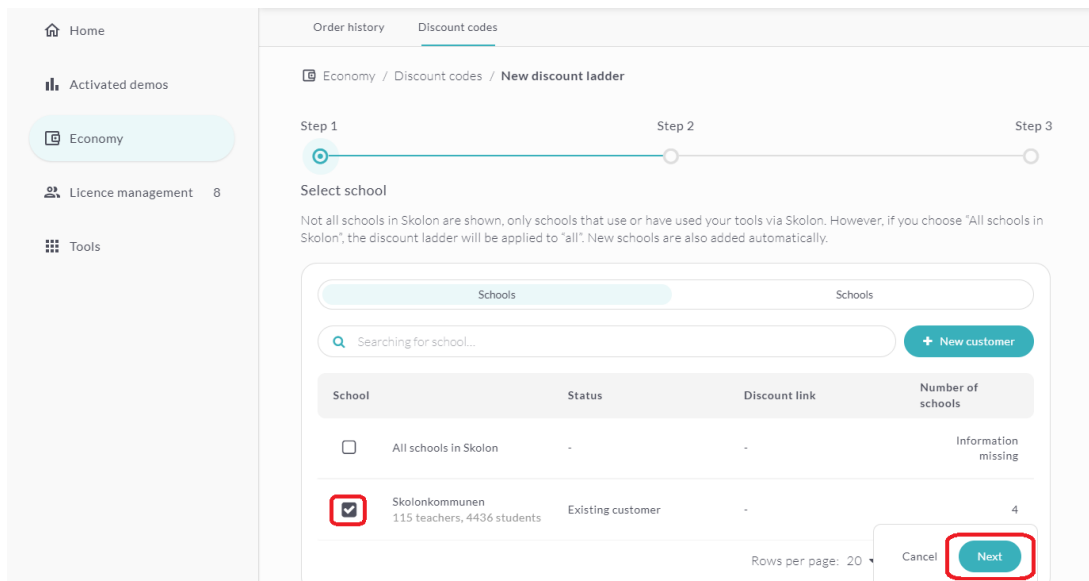 Home
Activated demos
Economy
Licence management 8
Tools
Order history Discount codes
Economy / Discount codes / New discount ladder
Step 1 Step 2 Step 3
Select school
Not all schools in Skolon are shown, only schools that use or have used your tools via Skolon. However, if you choose "All schools in
Skolon", the discount ladder will be applied to "all". New schools are also added automatically.
Schools Schools
Searching for school...
+ New customer
School Status Discount link Number of
schools
All schools in Skolon - - Information
missing
Skolonkommunen
115 teachers, 4436 students
Existing customer - 4
Rows per page: 20
Cancel Next